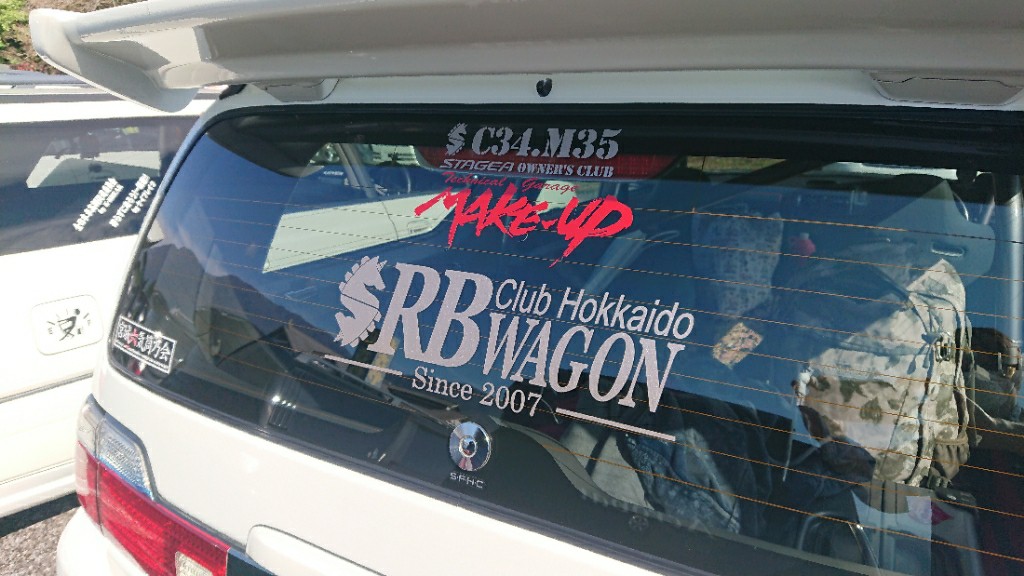 C34.M35
STAGEA OWNER'S CLUB
Technical Garage
MAKE-UP
RB Club Hokkaido
WAGON
Since 2007